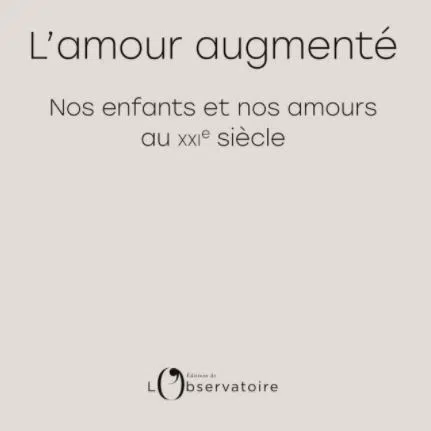 L’amour augmenté
Nos enfants et nos amours
au XXIe siècle
Éditions de
L’Observatoire